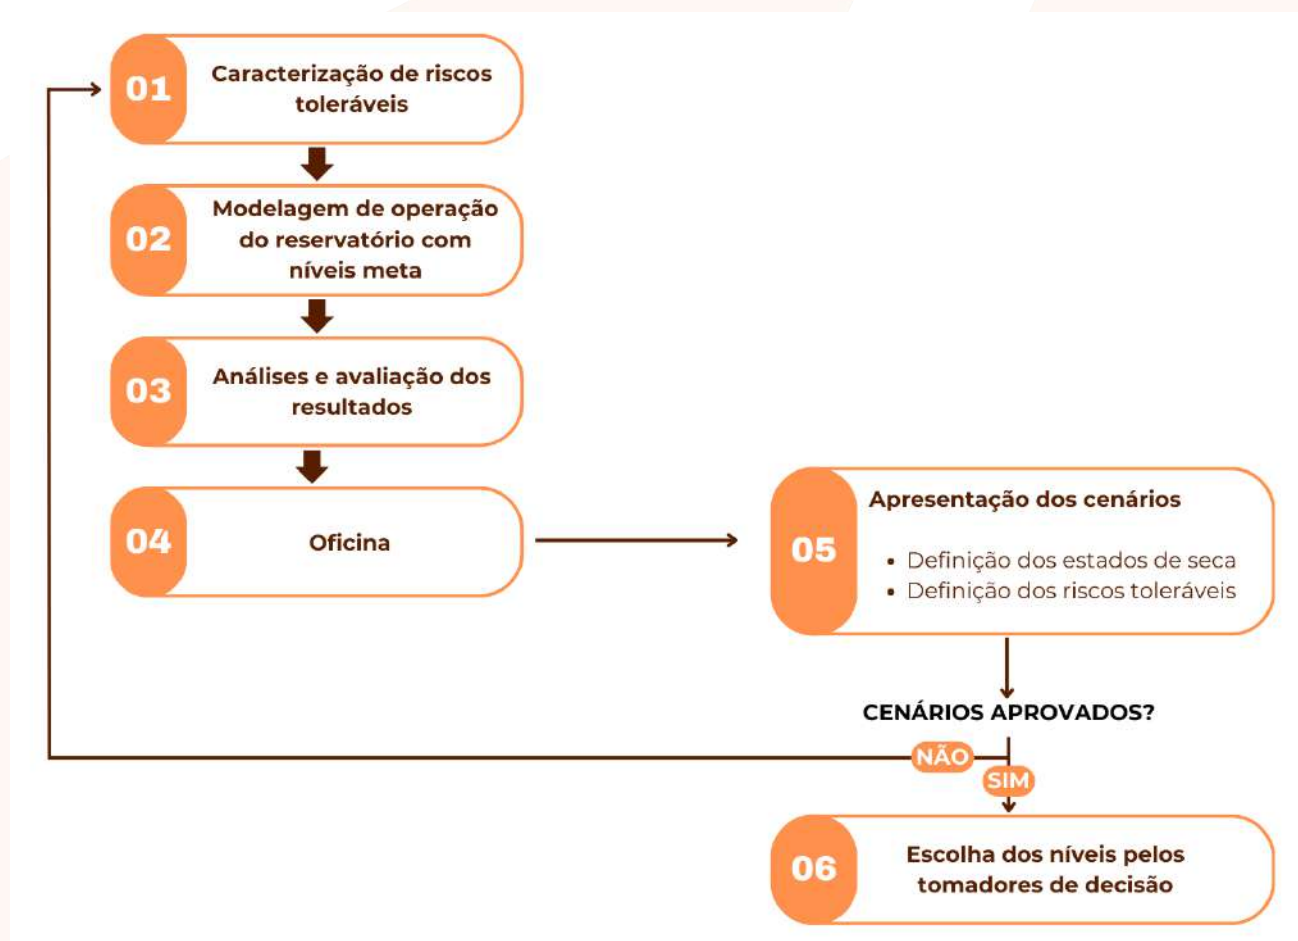 01
Caracterização de riscos
toleráveis
02
Modelagem de operação
do reservatório com
níveis meta
03
Análises e avaliação dos
resultados
04
Oficina
05
Apresentação dos cenários
• Definição dos estados de seca
• Definição dos riscos toleráveis
CENÁRIOS APROVADOS?
NÃO
SIM
06
Escolha dos níveis pelos
tomadores de decisão